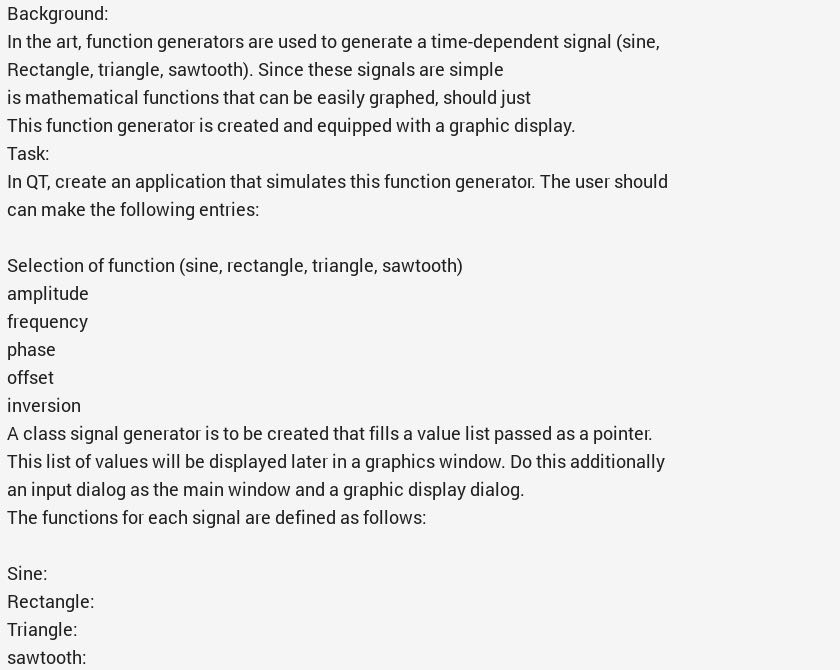 Background:
In the art, function generators are used to generate a time-dependent signal (sine,
Rectangle, triangle, sawtooth). Since these signals are simple
is mathematical functions that can be easily graphed, should just
This function generator is created and equipped with a graphic display.
Task:
In QT, create an application that simulates this function generator. The user should
can make the following entries:
Selection of function (sine, rectangle, triangle, sawtooth)
amplitude
frequency
phase
offset
inversion
A class signal generator is to be created that fills a value list passed as a pointer.
This list of values will be displayed later in a graphics window. Do this additionally
an input dialog as the main window and a graphic display dialog.
The functions for each signal are defined as follows:
Sine:
Rectangle:
Triangle:
sawtooth: